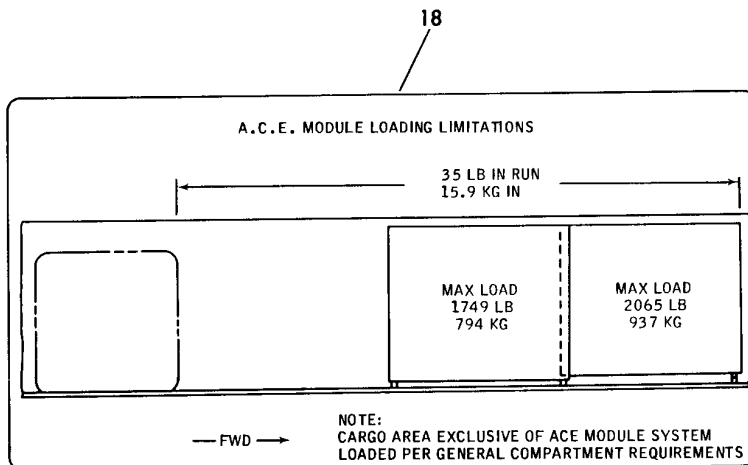 18
A.C.E. MODULE LOADING LIMITATIONS
35 LB IN RUN
15.9 KG IN
MAX LOAD
1749 LB
794 KG
MAX LOAD
2065 LB
937 KG
FWD
NOTE:
CARGO AREA EXCLUSIVE OF ACE MODULE SYSTEM
LOADED PER GENERAL COMPARTMENT REQUIREMENTS